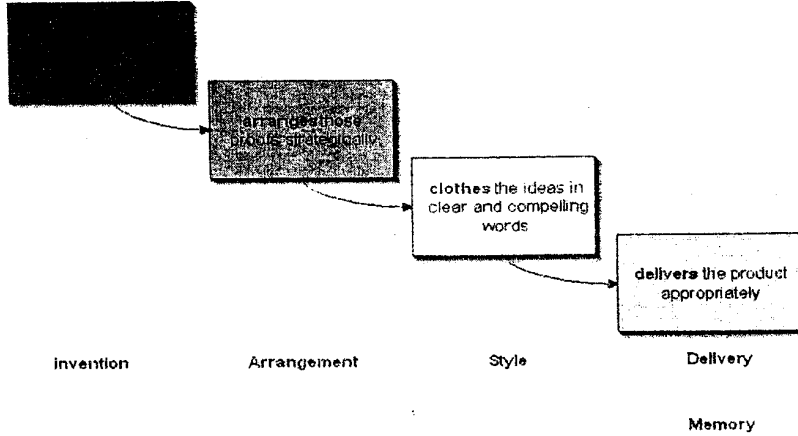 arranges those
proofs strategically
clothes the ideas in
clear and compelling
words
delivers the product
appropriately
invention
Arrangement
Style
Delivery
Memory